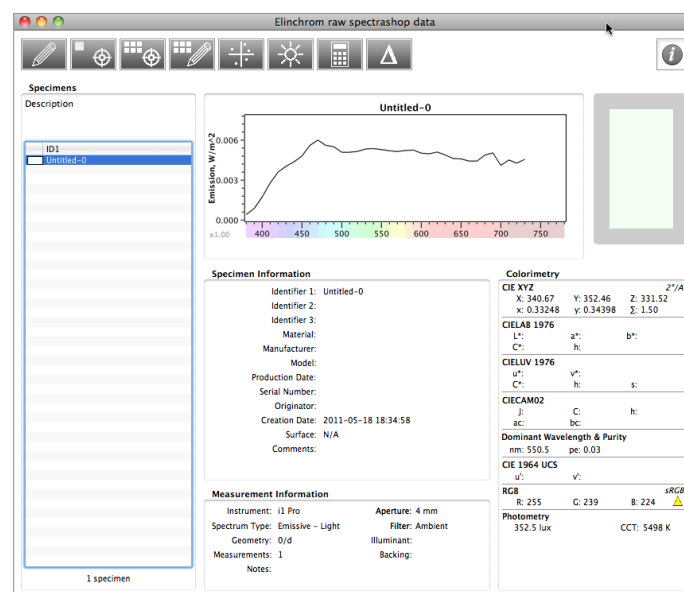 Elinchrom raw spectrashop data
Δ
i
Specimens
Description
ID1
Untitled-0
1 specimen
Untitled-0
Emission, W/m^2
0.006
0.003
0.000
x1.00
400 450 500 550 600 650 700 750
Specimen Information
Identifier 1: Untitled-0
Identifier 2:
Identifier 3:
Material:
Manufacturer:
Model:
Production Date:
Serial Number:
Originator:
Creation Date: 2011-05-18 18:34:58
Surface: N/A
Comments:
Measurement Information
Instrument: i1 Pro Aperture: 4 mm
Spectrum Type: Emissive - Light Filter: Ambient
Geometry: 0/d Illuminant:
Measurements: 1 Backing:
Notes:
Colorimetry
CIE XYZ 2°/A
X: 340.67 Y: 352.46 Z: 331.52
x: 0.33248 y: 0.34398 Σ: 1.50
CIELAB 1976
L*: a*: b*:
C*: h:
CIELUV 1976
u*: v*:
C*: h: s:
CIECAM02
J: C: h:
ac: bc:
Dominant Wavelength & Purity
nm: 550.5 pe: 0.03
CIE 1964 UCS
u': v':
RGB sRGB
R: 255 G: 239 B: 224
Photometry
352.5 lux CCT: 5498 K